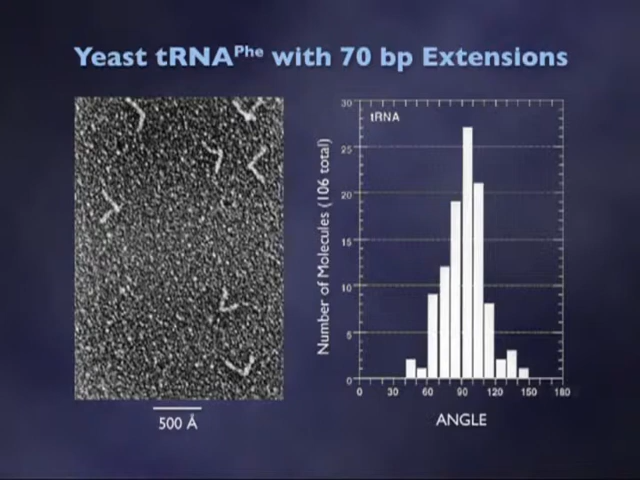 Yeast tRNAPhe with 70 bp Extensions
tRNA
30
25
20
15
10
5
0
Number of Molecules (106 total)
0 30 60 90 120 150 180
ANGLE
500 Å